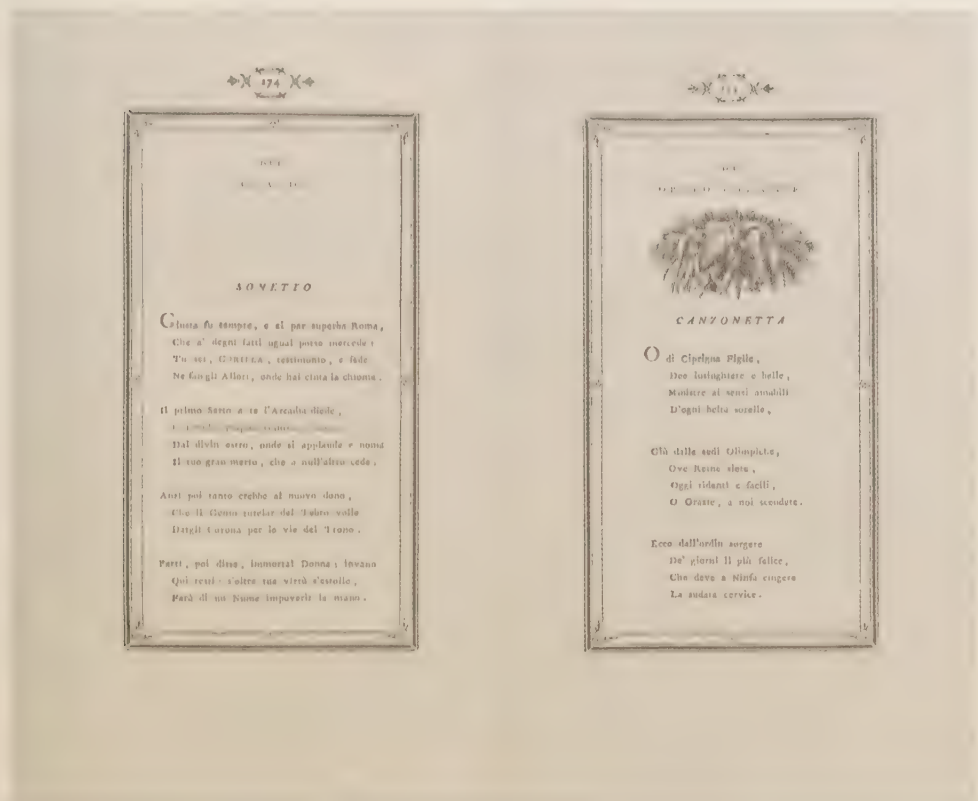 174
SONETTO
Giusta fu sempre, e si par superba Roma,
Che a' degni fatti ugual porse mercede:
Tu sei, CORILLA, testimonio, e fede
Ne fan gli Allori, onde hai cinta la chioma.
Il primo Serto a te l'Arcadia diede,
Dal divin estro, onde si applaude e noma
Il tuo gran merto, che a null'altro cede.
Anzi poi tanto crebbe al nuovo dono,
Che il Genio tutelar del Tebro volle
Dargli Corona per le vie del Trono.
Parti, poi disse, immortal Donna; invano
Qui resti: s'oltre tua virtù s'estolle,
Farà di un Nume impoverir la mano.
CANZONETTA
O di Ciprigna Figlie,
Dee lusinghiere e belle,
Ministre ai sensi amabili
D'ogni beltà sorelle,
Già dalle sedi Olimpiche,
Ove Reine siete,
Oggi ridenti e facili,
O Grazie, a noi scendete.
Ecco dall'ordin sorgere
De' giorni il più felice,
Che deve a Ninfa cingere
La sudata cervice.